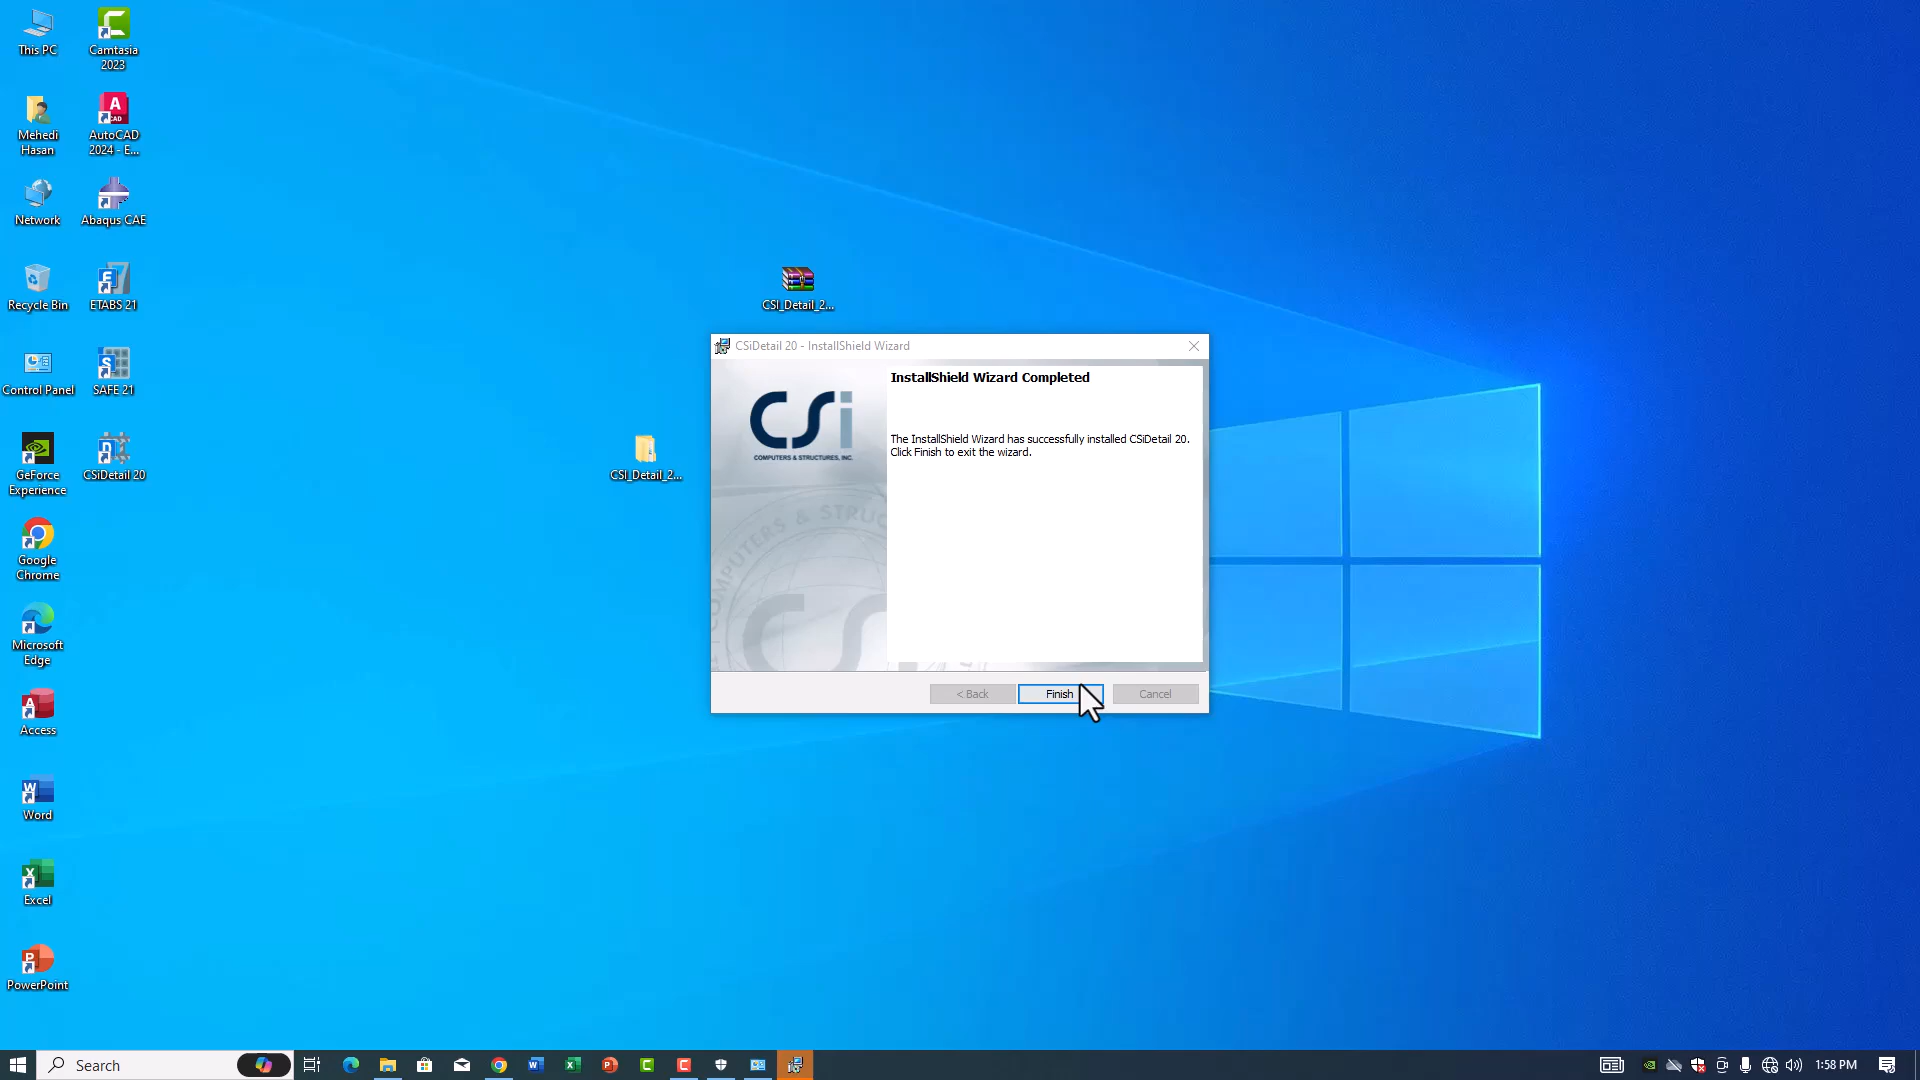 This PC
Camtasia
2023
Mehedi
Hasan
AutoCAD
2024 - E...
Network
Abaqus CAE
Recycle Bin
ETABS 21
Control Panel
SAFE 21
GeForce
Experience
CSiDetail 20
Google
Chrome
Microsoft
Edge
Access
Word
Excel
PowerPoint
CSI_Detail_2...
CSI_Detail_2...
CSiDetail 20 - InstallShield Wizard
CSi
COMPUTERS & STRUCTURES, INC.
InstallShield Wizard Completed
The InstallShield Wizard has successfully installed CSiDetail 20.
Click Finish to exit the wizard.
< Back
Finish
Cancel
Search
1:58 PM